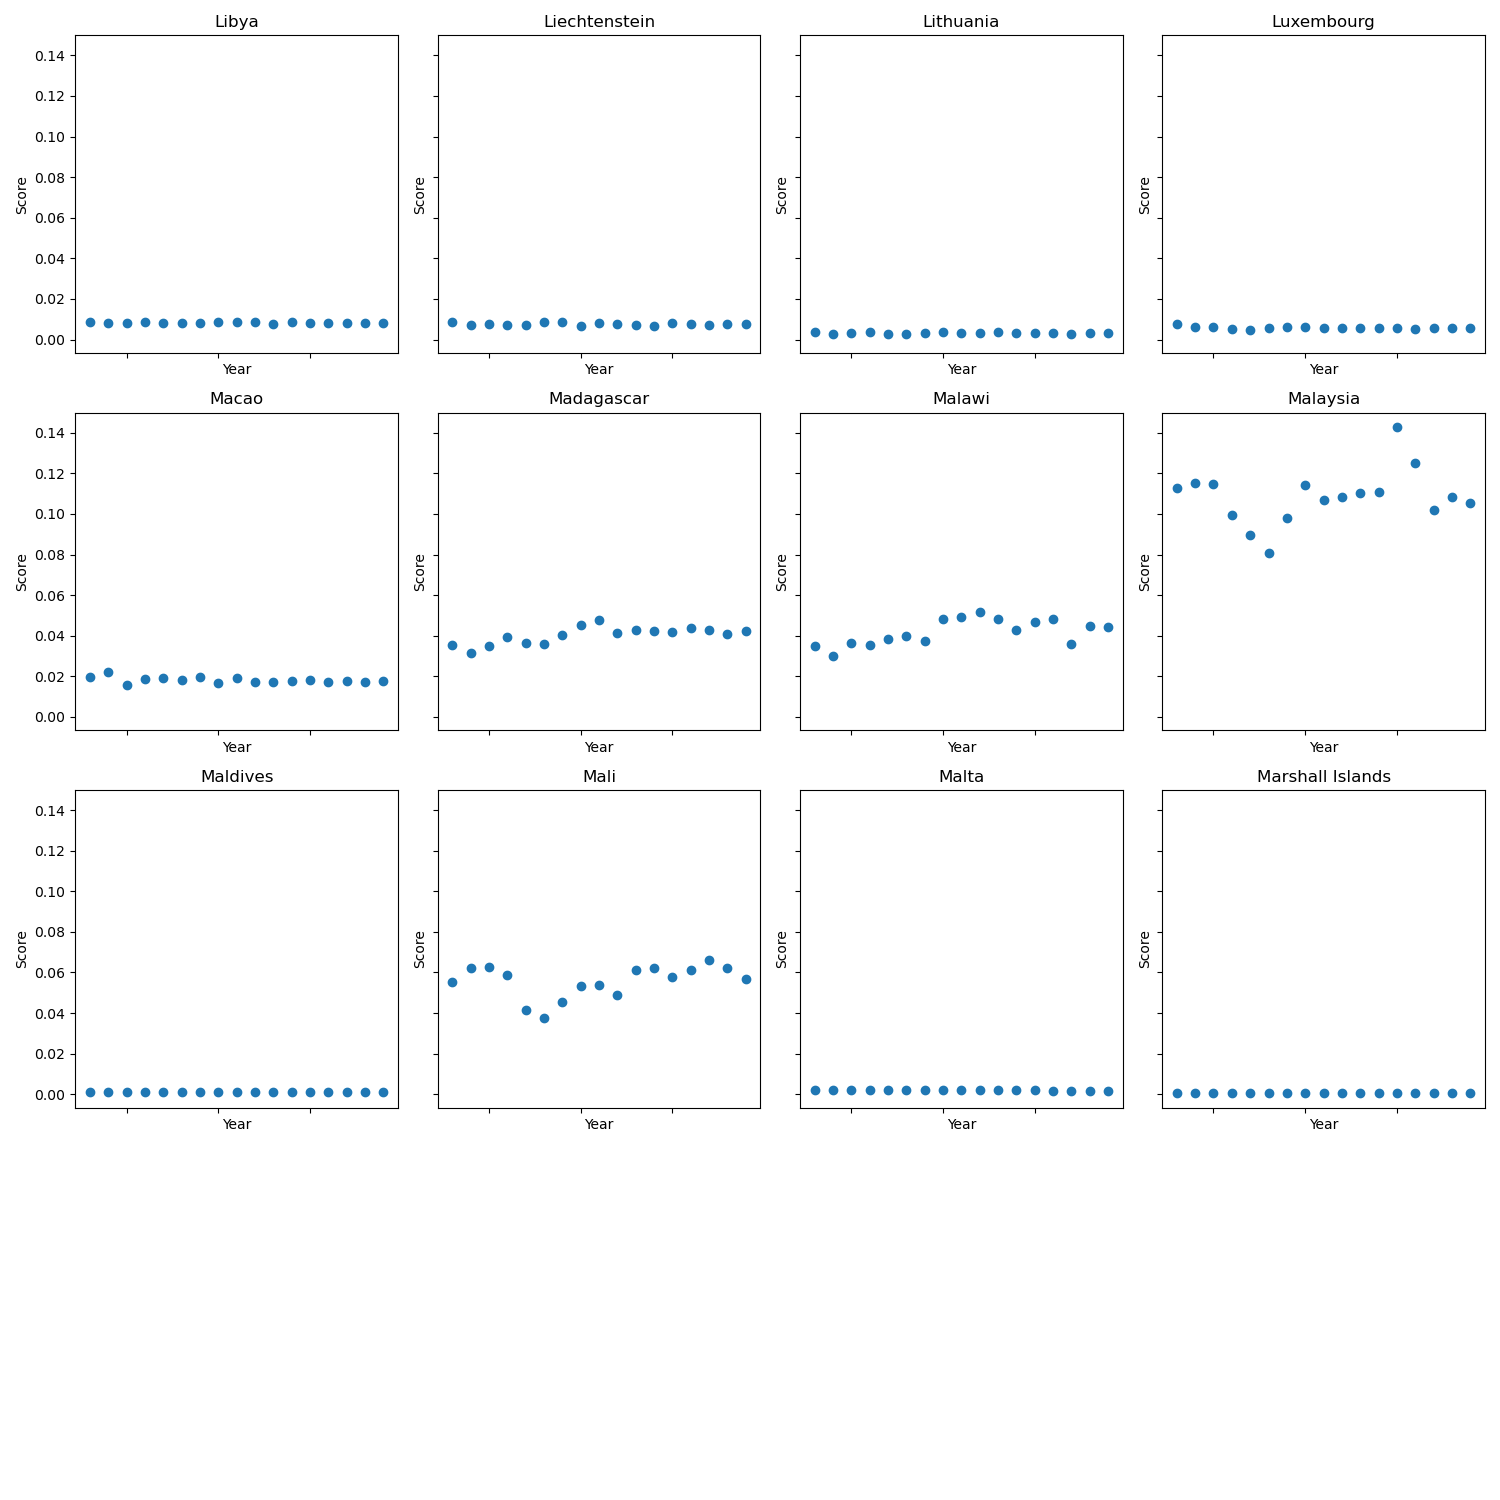 Libya
Liechtenstein
Lithuania
Luxembourg
0.14
0.12
0.10
0.08
0.06
0.04
0.02
0.00
Score
Score
Score
Score
Year
Year
Year
Year
Macao
Madagascar
Malawi
Malaysia
0.14
0.12
0.10
0.08
0.06
0.04
0.02
0.00
Score
Score
Score
Score
Year
Year
Year
Year
Maldives
Mali
Malta
Marshall Islands
0.14
0.12
0.10
0.08
0.06
0.04
0.02
0.00
Score
Score
Score
Score
Year
Year
Year
Year